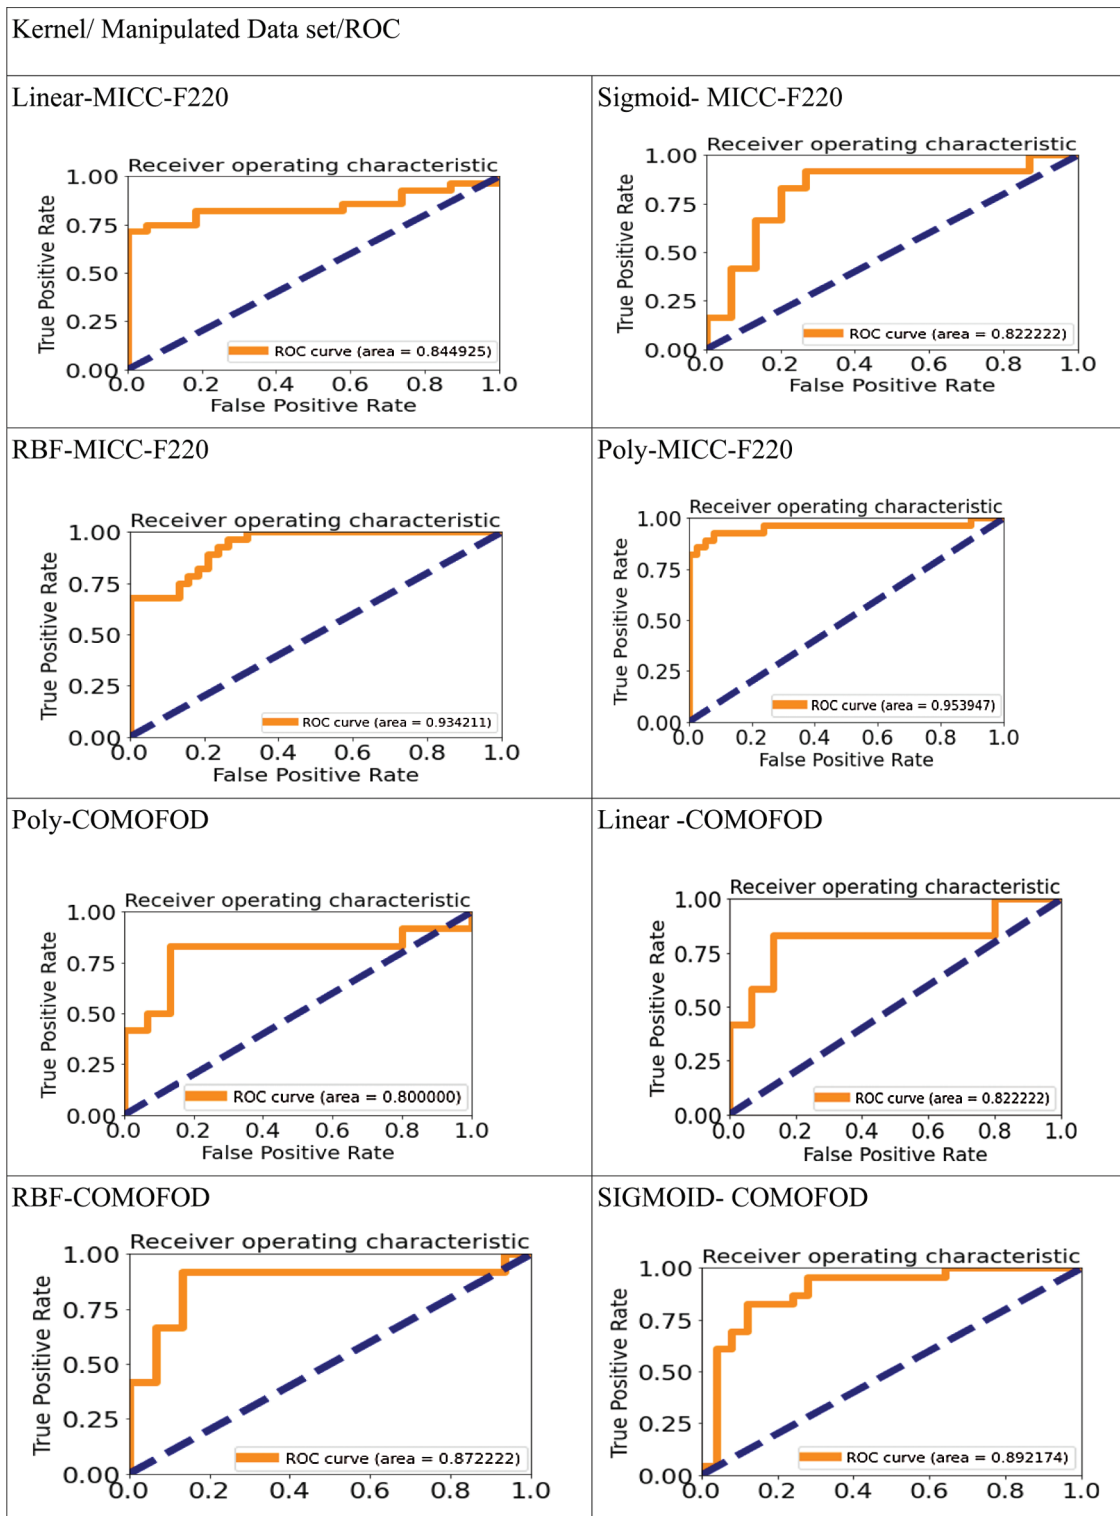 Kernel/ Manipulated Data set/ROC
Linear-MICC-F220
Receiver operating characteristic
1.00
0.75
0.50
0.25
0.00
True Positive Rate
ROC curve (area = 0.844925)
0.0 0.2 0.4 0.6 0.8 1.0
False Positive Rate
Sigmoid- MICC-F220
Receiver operating characteristic
1.00
0.75
0.50
0.25
0.00
True Positive Rate
ROC curve (area = 0.822222)
0.0 0.2 0.4 0.6 0.8 1.0
False Positive Rate
RBF-MICC-F220
Receiver operating characteristic
1.00
0.75
0.50
0.25
0.00
True Positive Rate
ROC curve (area = 0.934211)
0.0 0.2 0.4 0.6 0.8 1.0
False Positive Rate
Poly-MICC-F220
Receiver operating characteristic
1.00
0.75
0.50
0.25
0.00
True Positive Rate
ROC curve (area = 0.953947)
0.0 0.2 0.4 0.6 0.8 1.0
False Positive Rate
Poly-COMOFOD
Receiver operating characteristic
1.00
0.75
0.50
0.25
0.00
True Positive Rate
ROC curve (area = 0.800000)
0.0 0.2 0.4 0.6 0.8 1.0
False Positive Rate
Linear -COMOFOD
Receiver operating characteristic
1.00
0.75
0.50
0.25
0.00
True Positive Rate
ROC curve (area = 0.822222)
0.0 0.2 0.4 0.6 0.8 1.0
False Positive Rate
RBF-COMOFOD
Receiver operating characteristic
1.00
0.75
0.50
0.25
0.00
True Positive Rate
ROC curve (area = 0.872222)
0.0 0.2 0.4 0.6 0.8 1.0
SIGMOID- COMOFOD
Receiver operating characteristic
1.00
0.75
0.50
0.25
0.00
True Positive Rate
ROC curve (area = 0.892174)
0.0 0.2 0.4 0.6 0.8 1.0